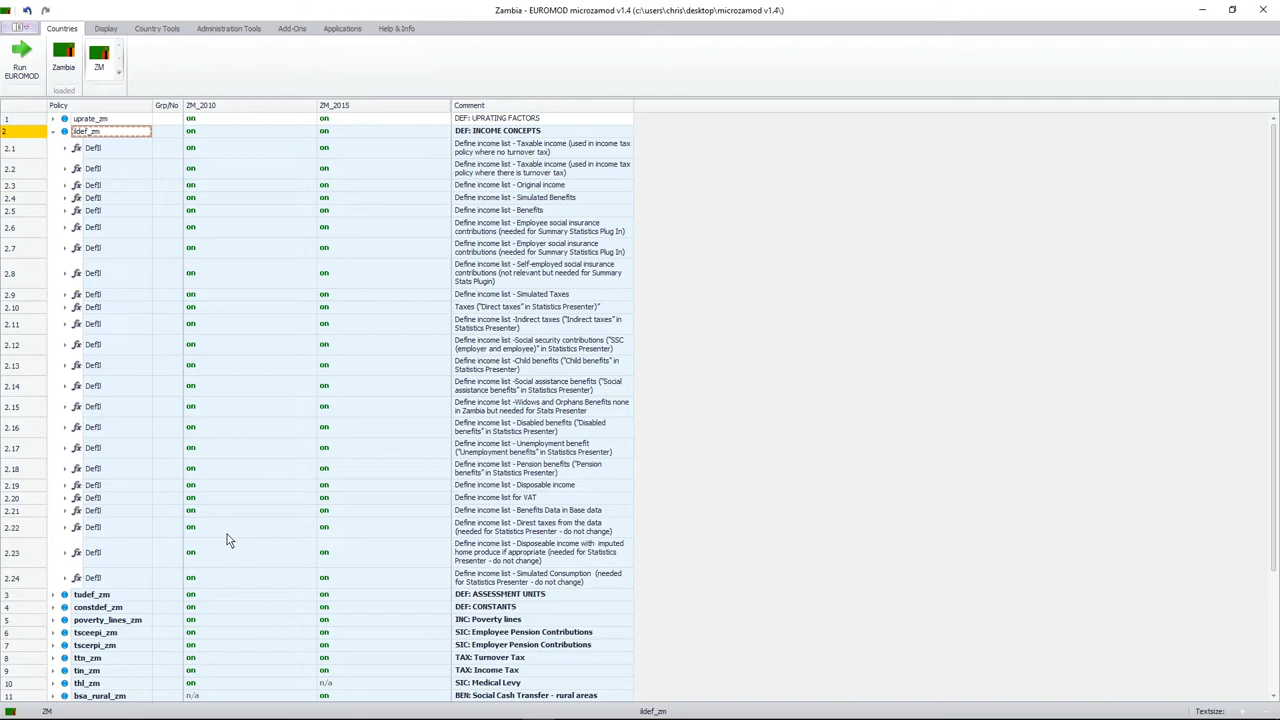 Zambia - EUROMOD microzamod v1.4 (c:\users\chris\desktop\microzamod v1.4\)
Countries Display Country Tools Administration Tools Add-Ons Applications Help & Info
Run EUROMOD
Zambia
loaded
ZM
Policy Grp/No ZM_2010 ZM_2015 Comment
1 uprate_zm on on DEF: UPRATING FACTORS
2 ildef_zm on on DEF: INCOME CONCEPTS
2.1 fx DefIl on on Define income list - Taxable income (used in income tax
policy where no turnover tax)
2.2 fx DefIl on on Define income list - Taxable income (used in income tax
policy where there is turnover tax)
2.3 fx DefIl on on Define income list - Original income
2.4 fx DefIl on on Define income list - Simulated Benefits
2.5 fx DefIl on on Define income list - Benefits
2.6 fx DefIl on on Define income list - Employee social insurance
contributions (needed for Summary Statistics Plug In)
2.7 fx DefIl on on Define income list - Employer social insurance
contributions (needed for Summary Statistics Plug In)
2.8 fx DefIl on on Define income list - Self-employed social insurance
contributions (not relevant but needed for Summary
Stats Plugin)
2.9 fx DefIl on on Define income list - Simulated Taxes
2.10 fx DefIl on on Taxes ("Direct taxes" in Statistics Presenter)"
2.11 fx DefIl on on Define income list -Indirect taxes ("Indirect taxes" in
Statistics Presenter)
2.12 fx DefIl on on Define income list -Social security contributions ("SSC
(employer and employee)" in Statistics Presenter)
2.13 fx DefIl on on Define income list -Child benefits ("Child benefits" in
Statistics Presenter)
2.14 fx DefIl on on Define income list -Social assistance benefits ("Social
assistance benefits" in Statistics Presenter)
2.15 fx DefIl on on Define income list -Widows and Orphans Benefits none
in Zambia but needed for Stats Presenter
2.16 fx DefIl on on Define income list - Disabled benefits ("Disabled
benefits" in Statistics Presenter)
2.17 fx DefIl on on Define income list - Unemployment benefit
("Unemployment benefits" in Statistics Presenter)
2.18 fx DefIl on on Define income list - Pension benefits ("Pension
benefits" in Statistics Presenter)
2.19 fx DefIl on on Define income list - Disposable income
2.20 fx DefIl on on Define income list for VAT
2.21 fx DefIl on on Define income list - Benefits Data in Base data
2.22 fx DefIl on on Define income list - Direst taxes from the data
(needed for Statistics Presenter - do not change)
2.23 fx DefIl on on Define income list - Disposeable income with imputed
home produce if appropriate (needed for Statistics
Presenter - do not change)
2.24 fx DefIl on on Define income list - Simulated Consumption (needed
for Statistics Presenter - do not change)
3 tudef_zm on on DEF: ASSESSMENT UNITS
4 constdef_zm on on DEF: CONSTANTS
5 poverty_lines_zm on on INC: Poverty lines
6 tsceepi_zm on on SIC: Employee Pension Contributions
7 tscerpi_zm on on SIC: Employer Pension Contributions
8 ttn_zm on on TAX: Turnover Tax
9 tin_zm on on TAX: Income Tax
10 thl_zm on n/a SIC: Medical Levy
11 bsa_rural_zm n/a on BEN: Social Cash Transfer - rural areas
ZM ildef_zm Textsize: